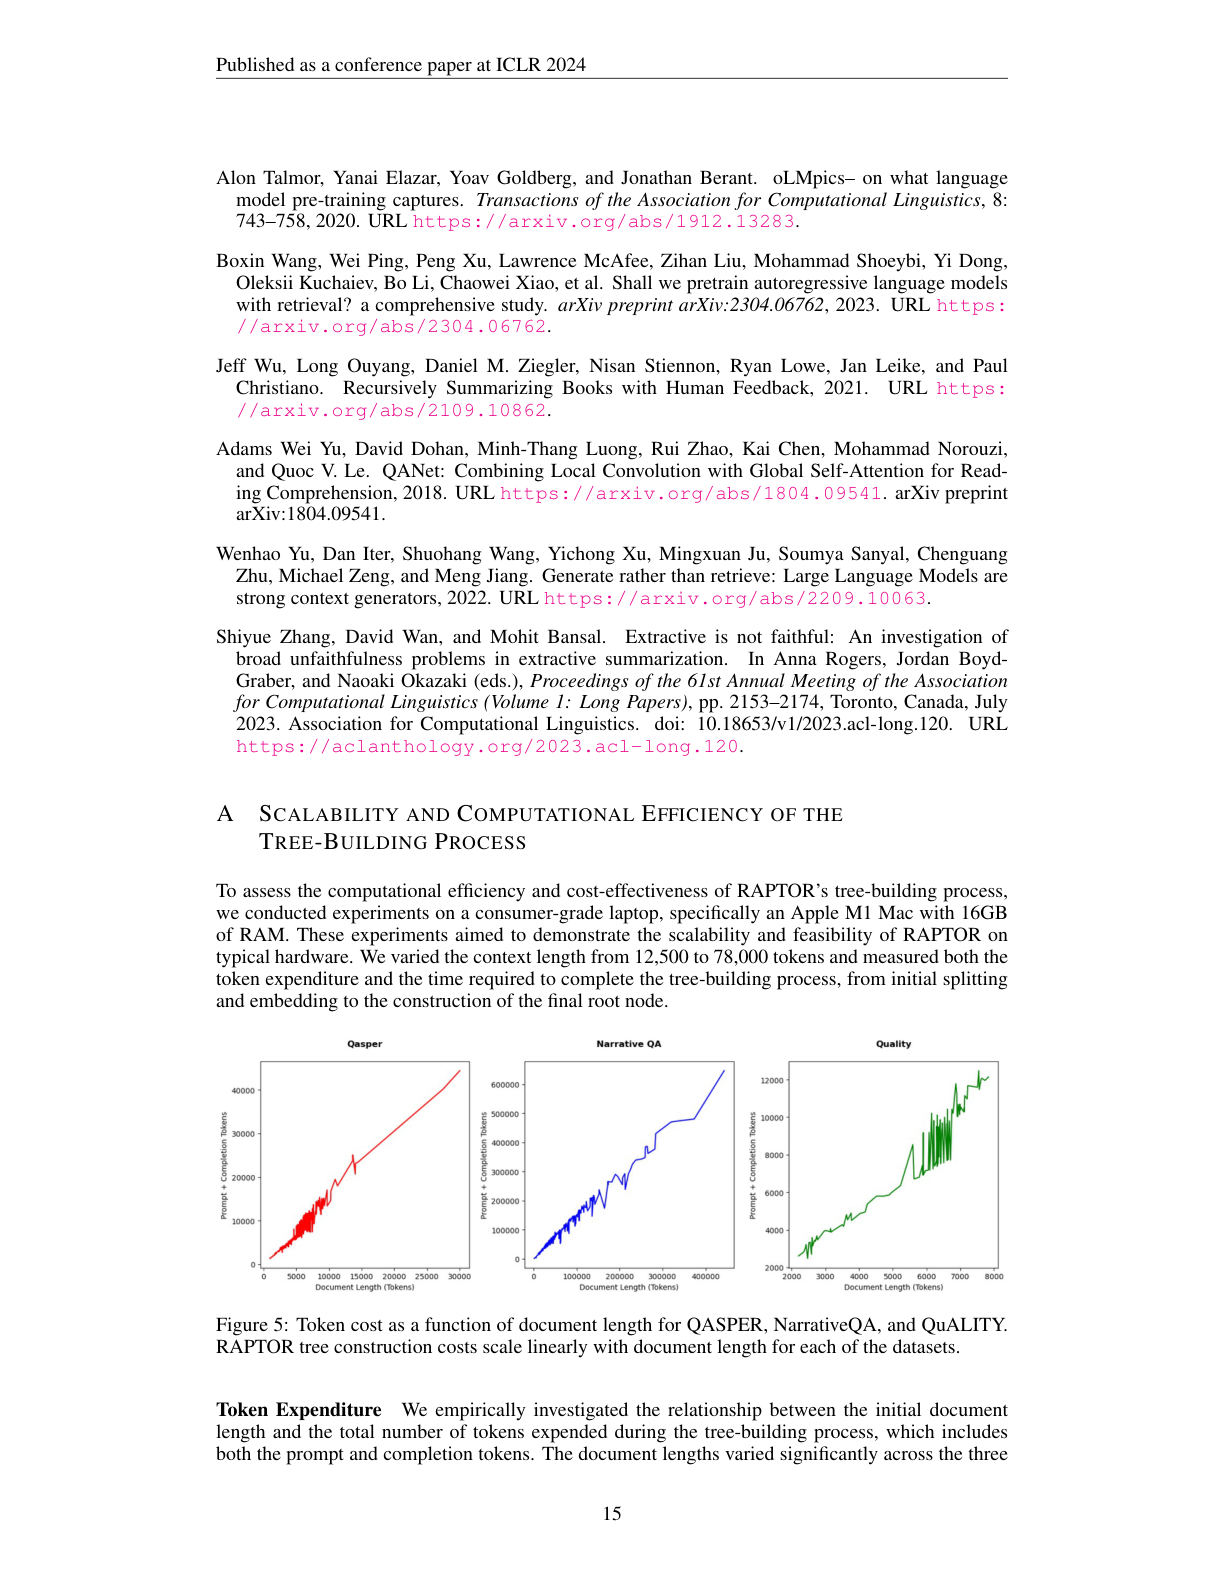 Published as a conference paper at ICLR 2024
Alon Talmor, Yanai Elazar, Yoav Goldberg, and Jonathan Berant. oLMpics– on what language
model pre-training captures. Transactions of the Association for Computational Linguistics, 8:
743–758, 2020. URL https://arxiv.org/abs/1912.13283.
Boxin Wang, Wei Ping, Peng Xu, Lawrence McAfee, Zihan Liu, Mohammad Shoeybi, Yi Dong,
Oleksii Kuchaiev, Bo Li, Chaowei Xiao, et al. Shall we pretrain autoregressive language models
with retrieval? a comprehensive study. arXiv preprint arXiv:2304.06762, 2023. URL https:
//arxiv.org/abs/2304.06762.
Jeff Wu, Long Ouyang, Daniel M. Ziegler, Nisan Stiennon, Ryan Lowe, Jan Leike, and Paul
Christiano. Recursively Summarizing Books with Human Feedback, 2021. URL https:
//arxiv.org/abs/2109.10862.
Adams Wei Yu, David Dohan, Minh-Thang Luong, Rui Zhao, Kai Chen, Mohammad Norouzi,
and Quoc V. Le. QANet: Combining Local Convolution with Global Self-Attention for Read-
ing Comprehension, 2018. URL https://arxiv.org/abs/1804.09541. arXiv preprint
arXiv:1804.09541.
Wenhao Yu, Dan Iter, Shuohang Wang, Yichong Xu, Mingxuan Ju, Soumya Sanyal, Chenguang
Zhu, Michael Zeng, and Meng Jiang. Generate rather than retrieve: Large Language Models are
strong context generators, 2022. URL https://arxiv.org/abs/2209.10063.
Shiyue Zhang, David Wan, and Mohit Bansal. Extractive is not faithful: An investigation of
broad unfaithfulness problems in extractive summarization. In Anna Rogers, Jordan Boyd-
Graber, and Naoaki Okazaki (eds.), Proceedings of the 61st Annual Meeting of the Association
for Computational Linguistics (Volume 1: Long Papers), pp. 2153–2174, Toronto, Canada, July
2023. Association for Computational Linguistics. doi: 10.18653/v1/2023.acl-long.120. URL
https://aclanthology.org/2023.acl-long.120.
A SCALABILITY AND COMPUTATIONAL EFFICIENCY OF THE
TREE-BUILDING PROCESS
To assess the computational efficiency and cost-effectiveness of RAPTOR's tree-building process,
we conducted experiments on a consumer-grade laptop, specifically an Apple M1 Mac with 16GB
of RAM. These experiments aimed to demonstrate the scalability and feasibility of RAPTOR on
typical hardware. We varied the context length from 12,500 to 78,000 tokens and measured both the
token expenditure and the time required to complete the tree-building process, from initial splitting
and embedding to the construction of the final root node.
Qasper
Prompt + Completion Tokens
40000
30000
20000
10000
0
0 5000 10000 15000 20000 25000 30000
Document Length (Tokens)
Narrative QA
Prompt + Completion Tokens
600000
500000
400000
300000
200000
100000
0
0 100000 200000 300000 400000
Document Length (Tokens)
Quality
Prompt + Completion Tokens
12000
10000
8000
6000
4000
2000
2000 3000 4000 5000 6000 7000 8000
Document Length (Tokens)
Figure 5: Token cost as a function of document length for QASPER, NarrativeQA, and QuALITY.
RAPTOR tree construction costs scale linearly with document length for each of the datasets.
Token Expenditure We empirically investigated the relationship between the initial document
length and the total number of tokens expended during the tree-building process, which includes
both the prompt and completion tokens. The document lengths varied significantly across the three
15